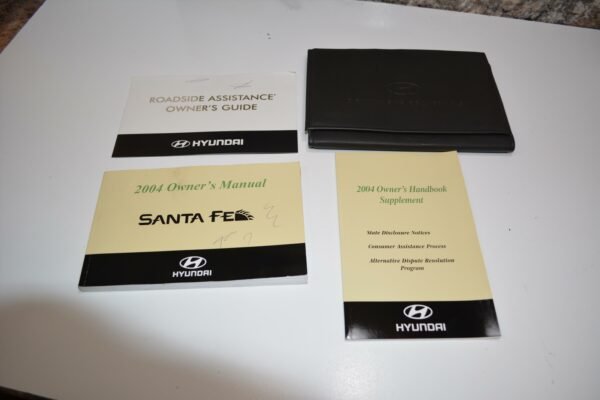 ROADSIDE ASSISTANCE
OWNER'S GUIDE
HYUNDAI
2004 Owner's Manual
SANTA FE
HYUNDAI
2004 Owner's Handbook
Supplement
State Disclosure Notices
Consumer Assistance Process
Alternative Dispute Resolution
Program
HYUNDAI